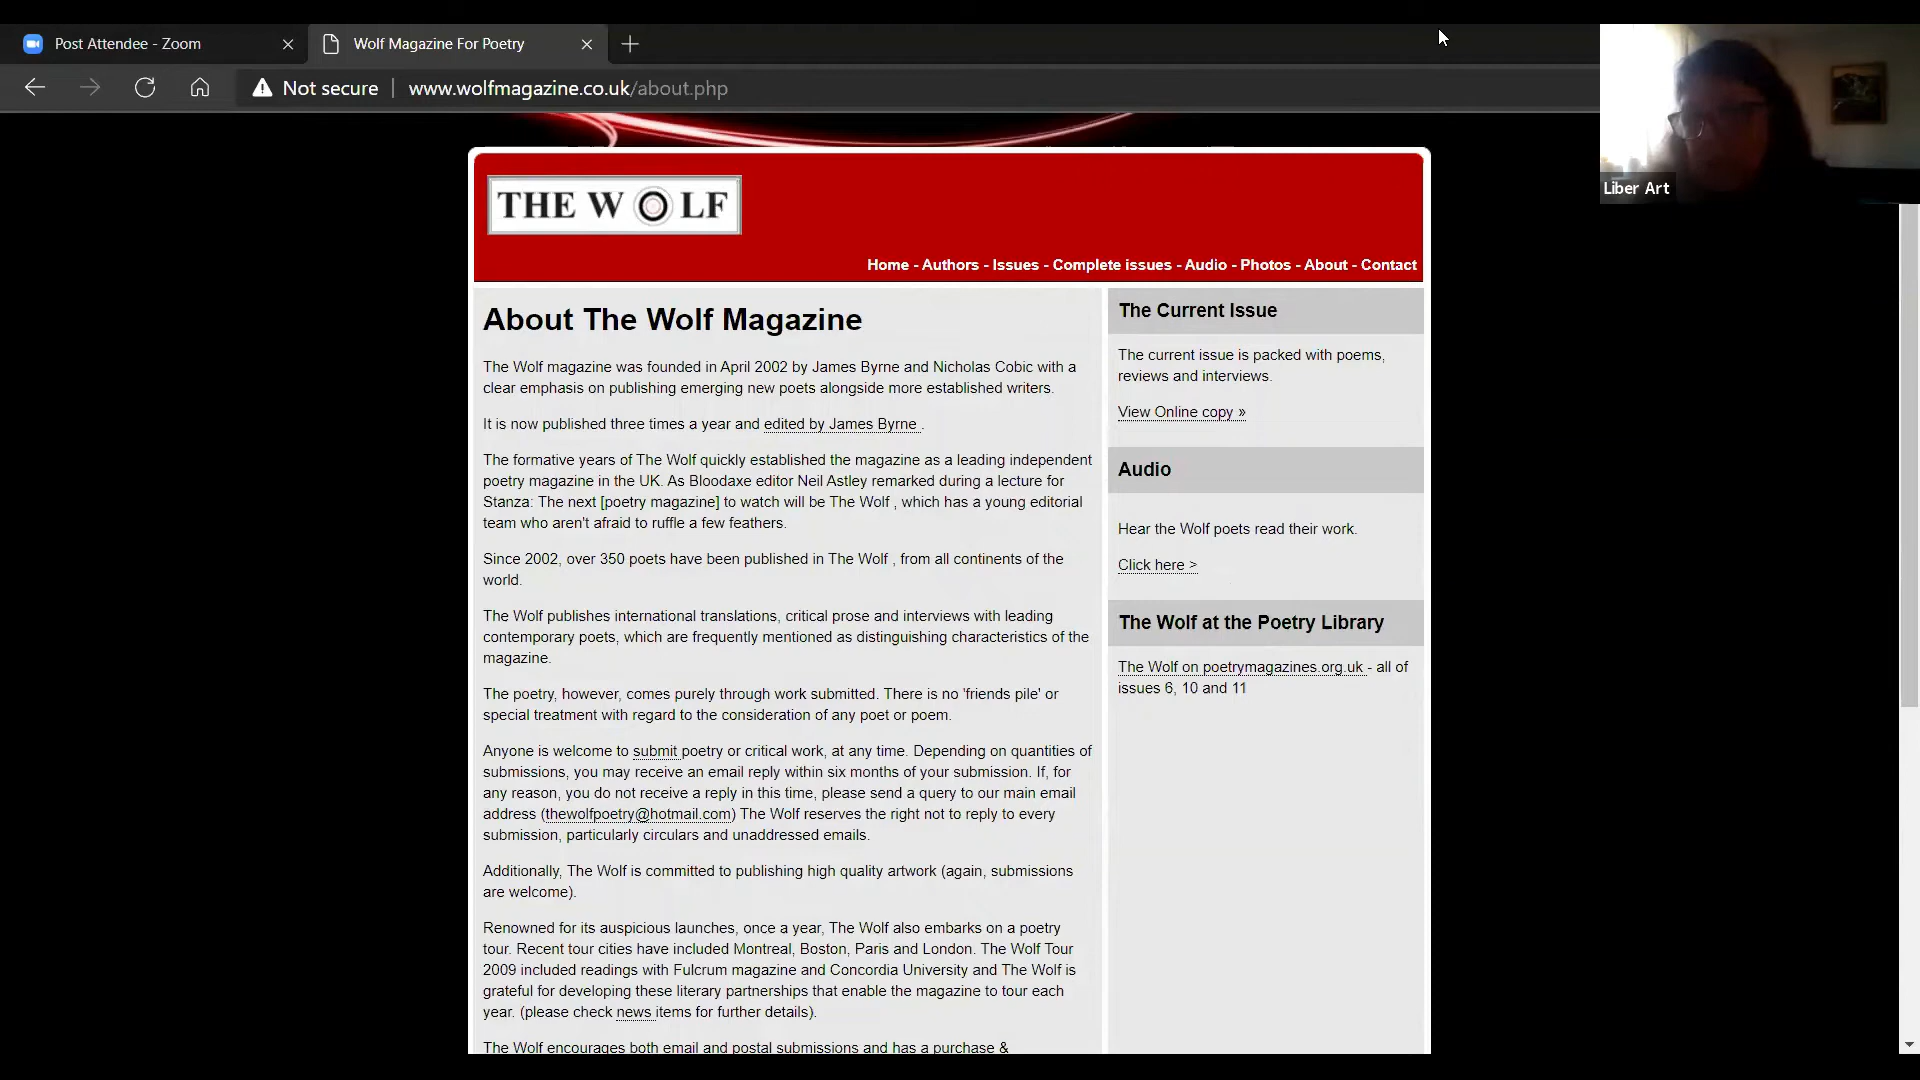 Post Attendee - Zoom
Wolf Magazine For Poetry
Not secure
www.wolfmagazine.co.uk/about.php
Liber Art
THE WOLF
Home - Authors - Issues - Complete issues - Audio - Photos - About - Contact
About The Wolf Magazine
The Wolf magazine was founded in April 2002 by James Byrne and Nicholas Cobic with a
clear emphasis on publishing emerging new poets alongside more established writers.
It is now published three times a year and edited by James Byrne .
The formative years of The Wolf quickly established the magazine as a leading independent
poetry magazine in the UK. As Bloodaxe editor Neil Astley remarked during a lecture for
Stanza: The next [poetry magazine] to watch will be The Wolf , which has a young editorial
team who aren't afraid to ruffle a few feathers.
Since 2002, over 350 poets have been published in The Wolf , from all continents of the
world.
The Wolf publishes international translations, critical prose and interviews with leading
contemporary poets, which are frequently mentioned as distinguishing characteristics of the
magazine.
The poetry, however, comes purely through work submitted. There is no 'friends pile' or
special treatment with regard to the consideration of any poet or poem.
Anyone is welcome to submit poetry or critical work, at any time. Depending on quantities of
submissions, you may receive an email reply within six months of your submission. If, for
any reason, you do not receive a reply in this time, please send a query to our main email
address (thewolfpoetry@hotmail.com) The Wolf reserves the right not to reply to every
submission, particularly circulars and unaddressed emails.
Additionally, The Wolf is committed to publishing high quality artwork (again, submissions
are welcome).
Renowned for its auspicious launches, once a year, The Wolf also embarks on a poetry
tour. Recent tour cities have included Montreal, Boston, Paris and London. The Wolf Tour
2009 included readings with Fulcrum magazine and Concordia University and The Wolf is
grateful for developing these literary partnerships that enable the magazine to tour each
year. (please check news items for further details).
The Wolf encourages both email and postal submissions and has a purchase &
The Current Issue
The current issue is packed with poems,
reviews and interviews.
View Online copy »
Audio
Hear the Wolf poets read their work.
Click here >
The Wolf at the Poetry Library
The Wolf on poetrymagazines.org.uk - all of
issues 6, 10 and 11